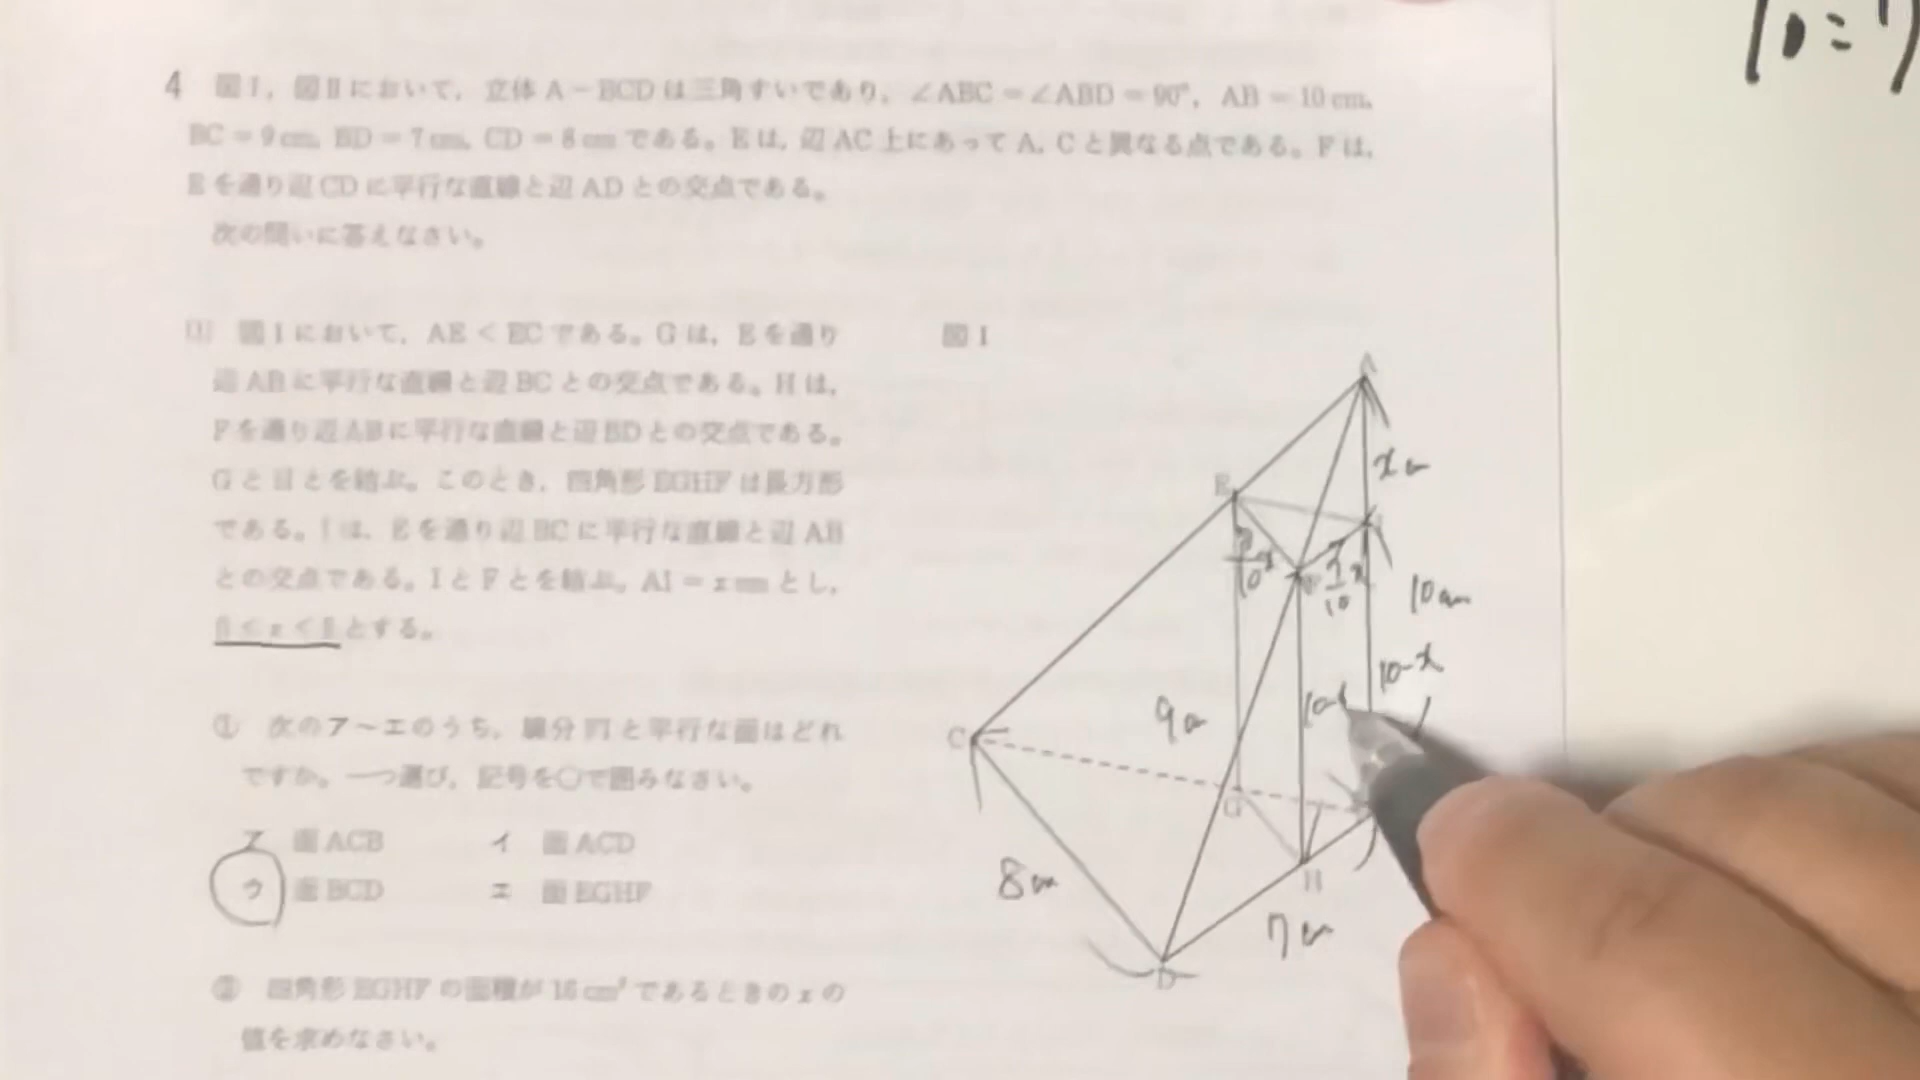 4 図Ⅰ，図Ⅱにおいて，立体A－BCDは三角すいであり，∠ABC＝∠ABD＝90°，AB＝10 cm，
BC＝9 cm，BD＝7 cm，CD＝8 cmである。Eは，辺AC上にあってA，Cと異なる点である。Fは，
Eを通り辺CDに平行な直線と辺ADとの交点である。
次の問いに答えなさい。
(1) 図Ⅰにおいて，AE＜ECである。Gは，Eを通り
辺ABに平行な直線と辺BCとの交点である。Hは，
Fを通り辺ABに平行な直線と辺BDとの交点である。
GとHとを結ぶ。このとき，四角形EGHFは長方形
である。Iは，Eを通り辺BCに平行な直線と辺AB
との交点である。IとFとを結ぶ。AI＝x cmとし，
0＜x＜5とする。
図Ⅰ
A
x cm
E
I
F
7/10 x
10cm
10-x
9cm
C
G
8cm
H
7cm
D
① 次のア～エのうち，線分FIと平行な面はどれ
ですか。一つ選び，記号を○で囲みなさい。
ア 面ACB イ 面ACD
ウ 面BCD エ 面EGHF
② 四角形EGHFの面積が16 cm²であるときのxの
値を求めなさい。
10=7